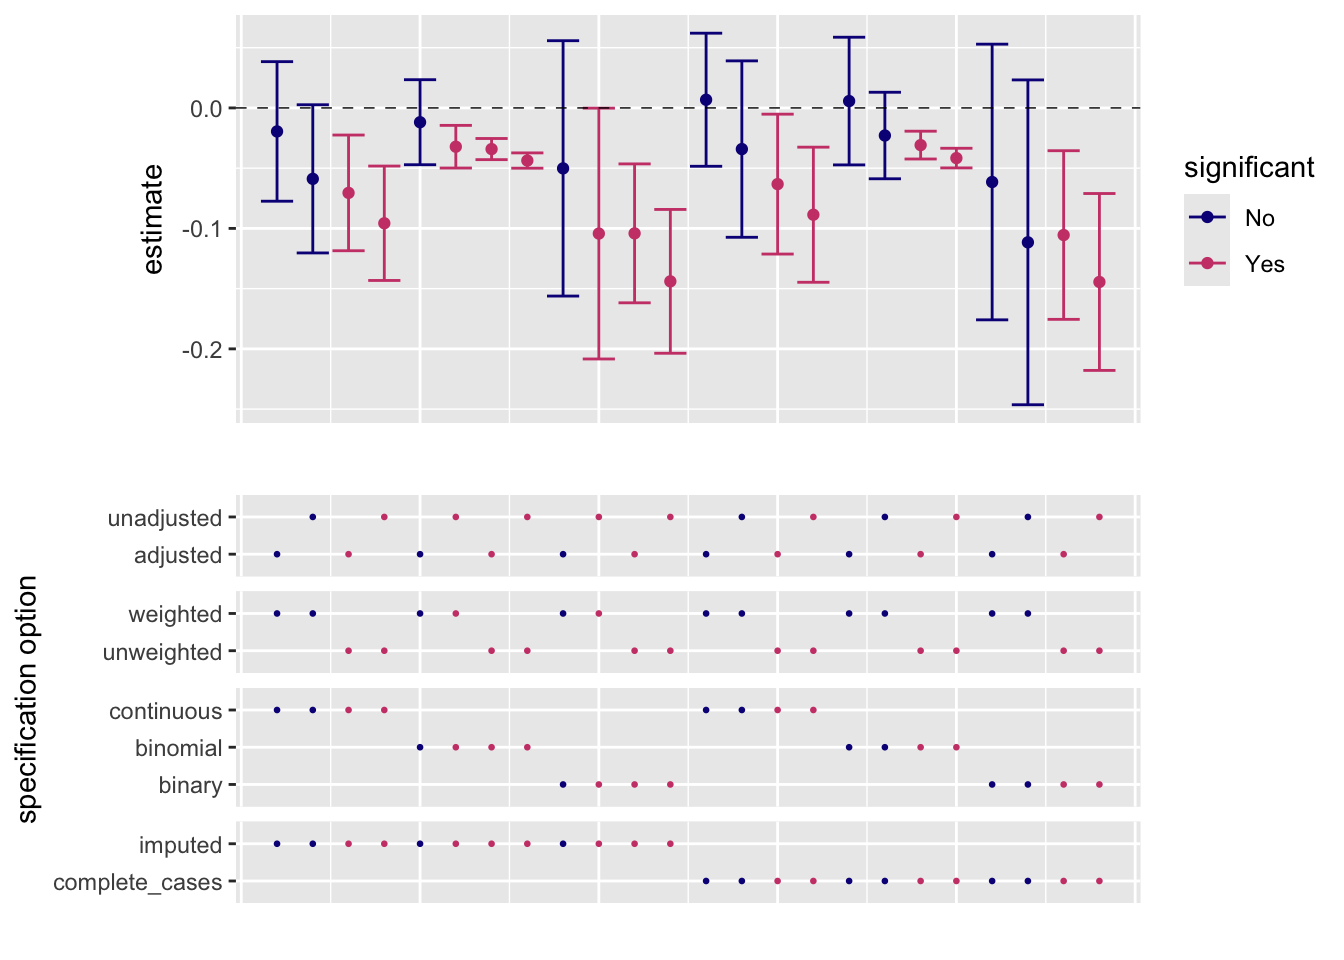 estimate
0.0
-0.1
-0.2
significant
No
Yes
specification option
unadjusted
adjusted
weighted
unweighted
continuous
binomial
binary
imputed
complete_cases